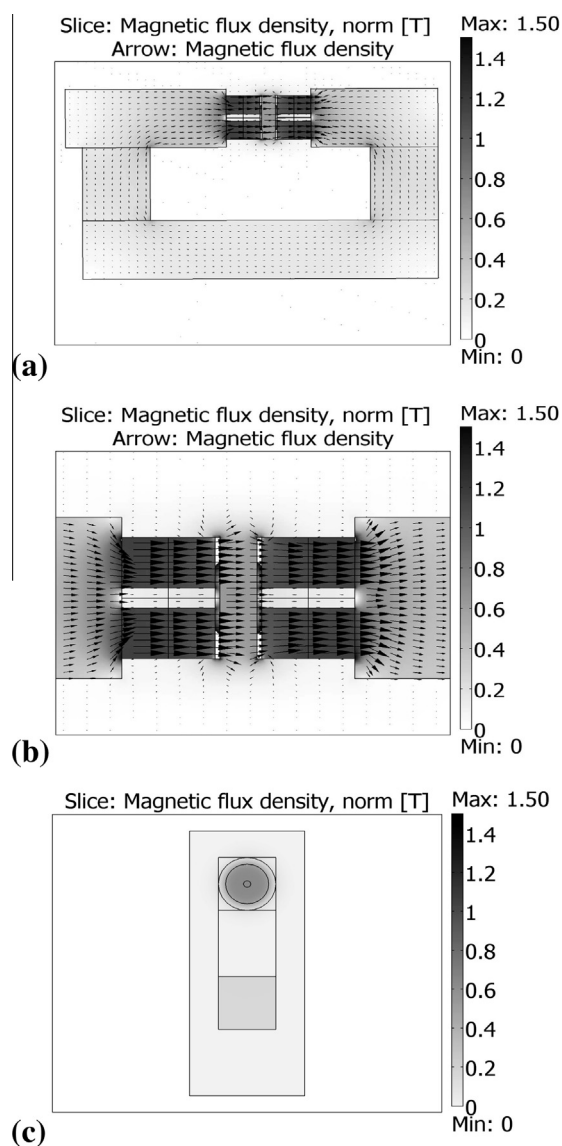 Slice: Magnetic flux density, norm [T]
Arrow: Magnetic flux density
Max: 1.50
1.4
1.2
1
0.8
0.6
0.4
0.2
0
Min: 0
(a)
Slice: Magnetic flux density, norm [T]
Arrow: Magnetic flux density
Max: 1.50
1.4
1.2
1
0.8
0.6
0.4
0.2
0
Min: 0
(b)
Slice: Magnetic flux density, norm [T]
Max: 1.50
1.4
1.2
1
0.8
0.6
0.4
0.2
0
Min: 0
(c)